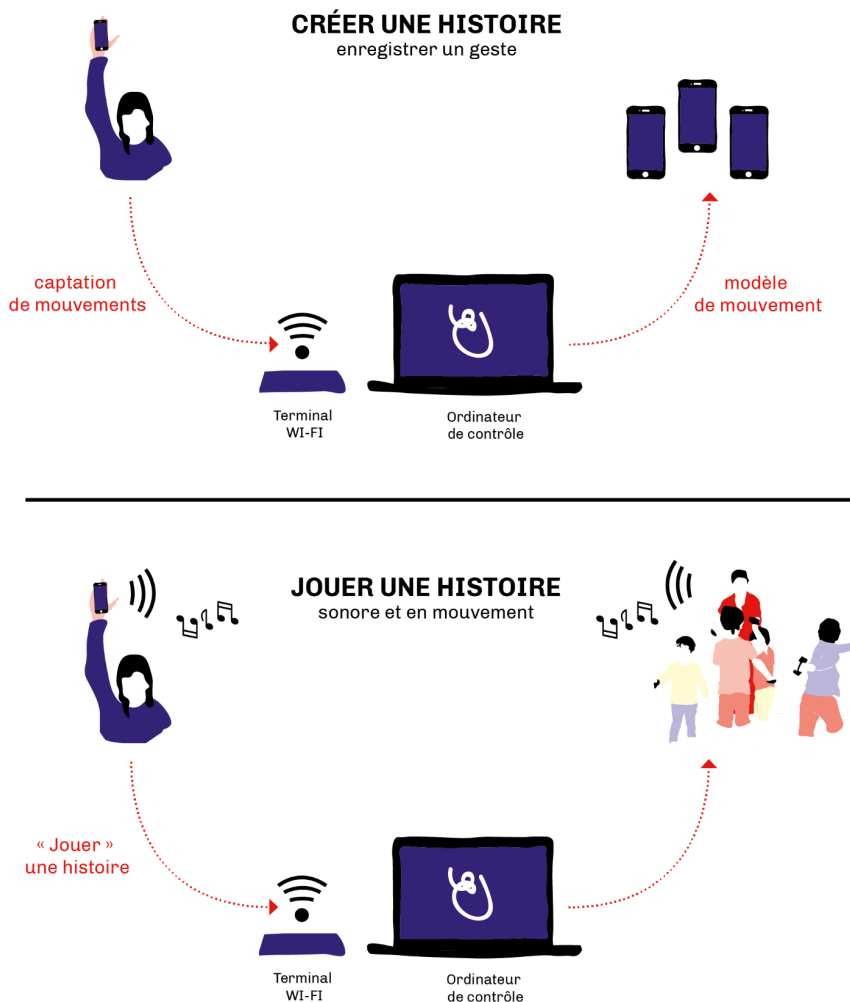 CRÉER UNE HISTOIRE
enregistrer un geste
captation
de mouvements
modèle
de mouvement
Terminal
WI-FI
Ordinateur
de contrôle
JOUER UNE HISTOIRE
sonore et en mouvement
« Jouer »
une histoire
Terminal
WI-FI
Ordinateur
de contrôle